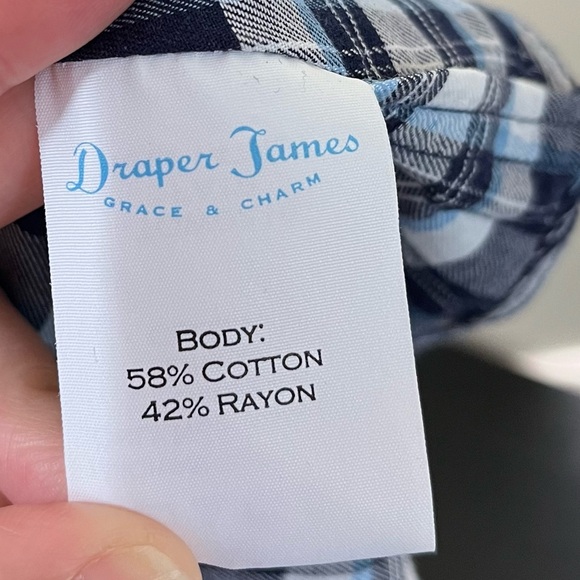 Draper James
GRACE & CHARM
BODY:
58% COTTON
42% RAYON